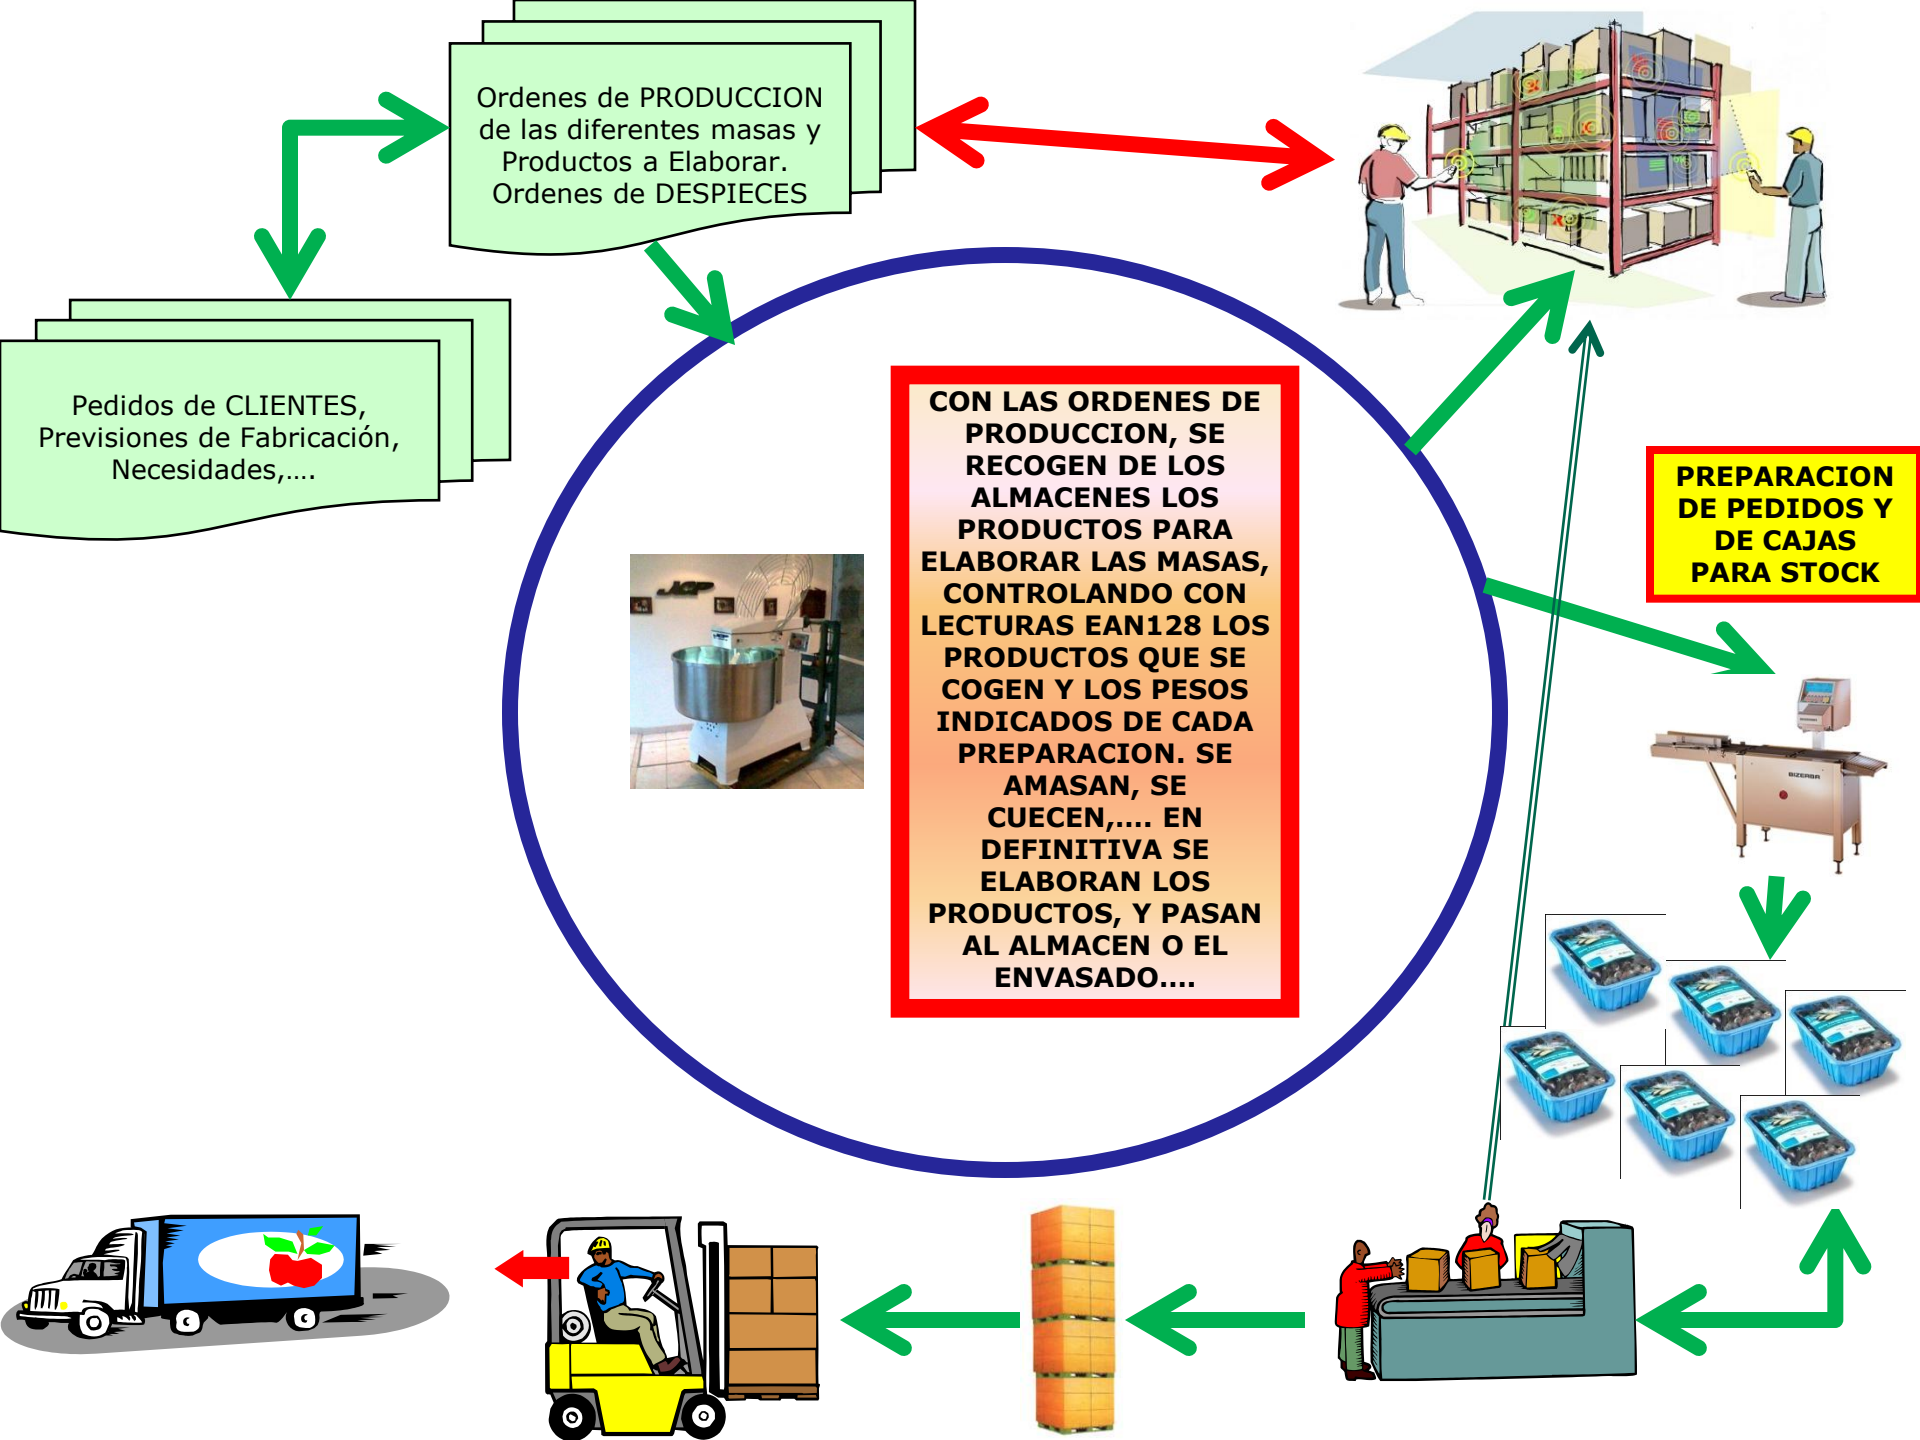 Ordenes de PRODUCCION
de las diferentes masas y
Productos a Elaborar.
Ordenes de DESPIECES
Pedidos de CLIENTES,
Previsiones de Fabricación,
Necesidades,....
CON LAS ORDENES DE
PRODUCCION, SE
RECOGEN DE LOS
ALMACENES LOS
PRODUCTOS PARA
ELABORAR LAS MASAS,
CONTROLANDO CON
LECTURAS EAN128 LOS
PRODUCTOS QUE SE
COGEN Y LOS PESOS
INDICADOS DE CADA
PREPARACION. SE
AMASAN, SE
CUECEN,.... EN
DEFINITIVA SE
ELABORAN LOS
PRODUCTOS, Y PASAN
AL ALMACEN O EL
ENVASADO....
PREPARACION
DE PEDIDOS Y
DE CAJAS
PARA STOCK
BIZERBA